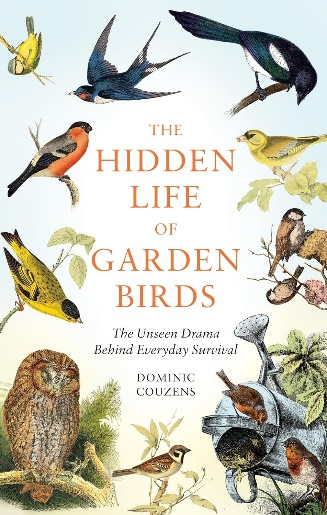 THE
HIDDEN
LIFE
OF
GARDEN
BIRDS
The Unseen Drama
Behind Everyday Survival
DOMINIC
COUZENS